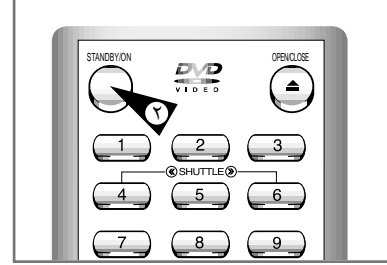 STANDBY/ON OPEN/CLOSE
DVD
VIDEO
٢
1 2 3
SHUTTLE
4 5 6
7 8 9